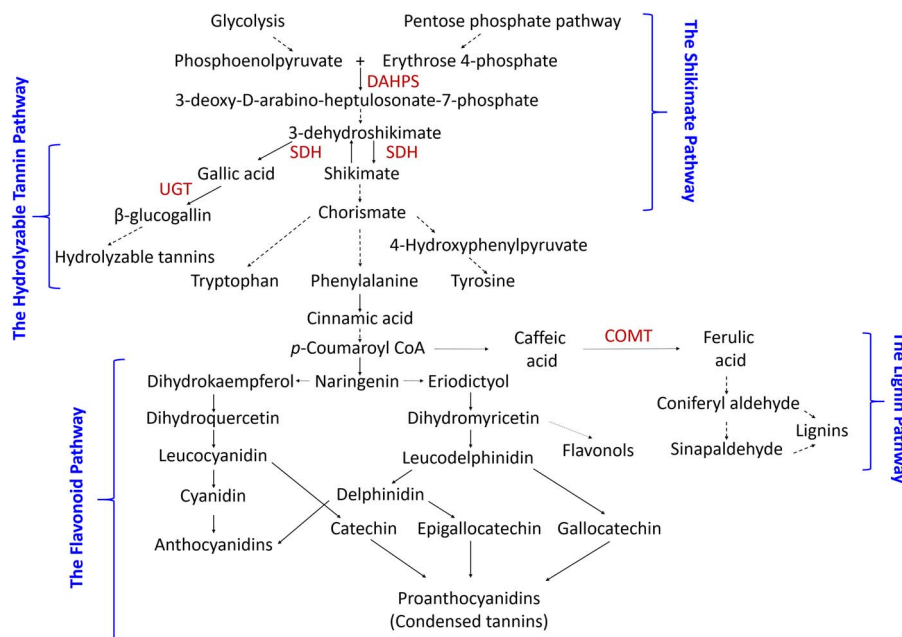 Glycolysis
Pentose phosphate pathway
Phosphoenolpyruvate + Erythrose 4-phosphate
DAHPS
3-deoxy-D-arabino-heptulosonate-7-phosphate
3-dehydroshikimate
SDH
SDH
Gallic acid
Shikimate
UGT
β-glucogallin
Chorismate
4-Hydroxyphenylpyruvate
Hydrolyzable tannins
Tryptophan
Phenylalanine
Tyrosine
Cinnamic acid
p-Coumaroyl CoA
Caffeic
acid
COMT
Ferulic
acid
Dihydrokaempferol
Naringenin
Eriodictyol
Coniferyl aldehyde
Dihydroquercetin
Dihydromyricetin
Lignins
Flavonols
Sinapaldehyde
Leucocyanidin
Leucodelphinidin
Cyanidin
Delphinidin
Anthocyanidins
Catechin
Epigallocatechin
Gallocatechin
Proanthocyanidins
(Condensed tannins)
The Shikimate Pathway
The Hydrolyzable Tannin Pathway
The Flavonoid Pathway
The Lignin Pathway